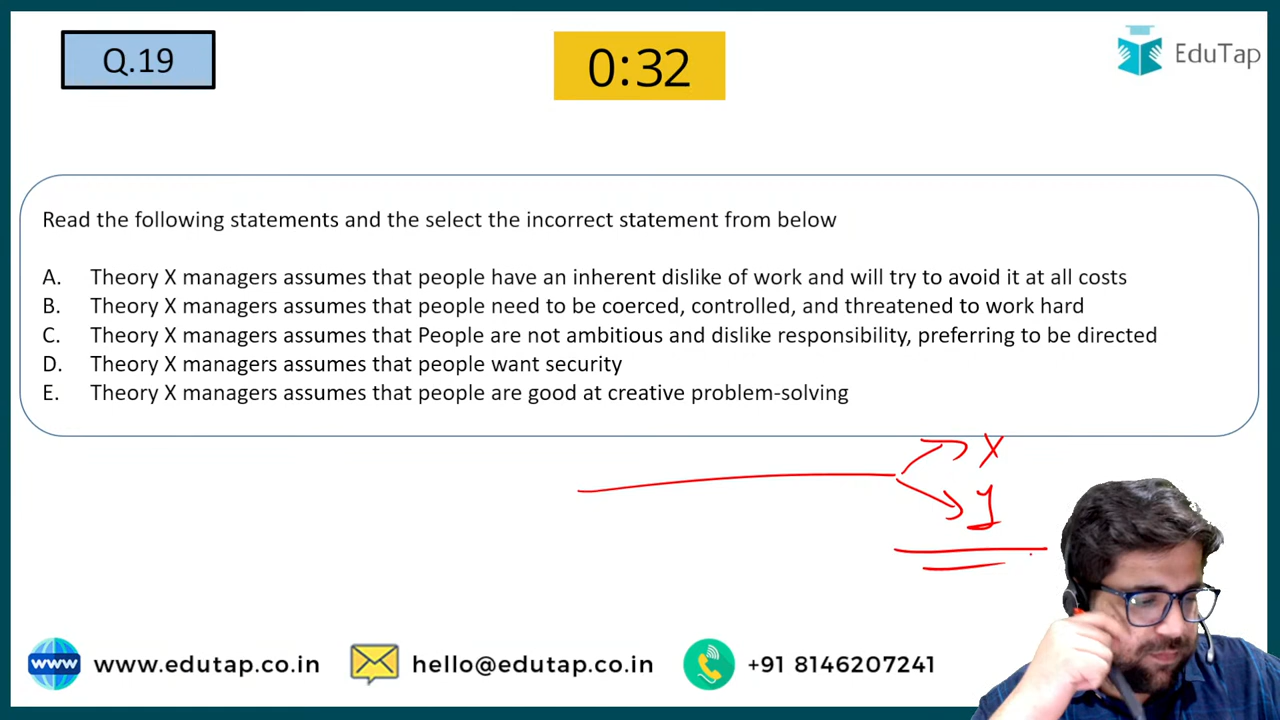 Q.19
0:32
EduTap
Read the following statements and the select the incorrect statement from below
A. Theory X managers assumes that people have an inherent dislike of work and will try to avoid it at all costs
B. Theory X managers assumes that people need to be coerced, controlled, and threatened to work hard
C. Theory X managers assumes that People are not ambitious and dislike responsibility, preferring to be directed
D. Theory X managers assumes that people want security
E. Theory X managers assumes that people are good at creative problem-solving
X
Y
www www.edutap.co.in hello@edutap.co.in +91 8146207241